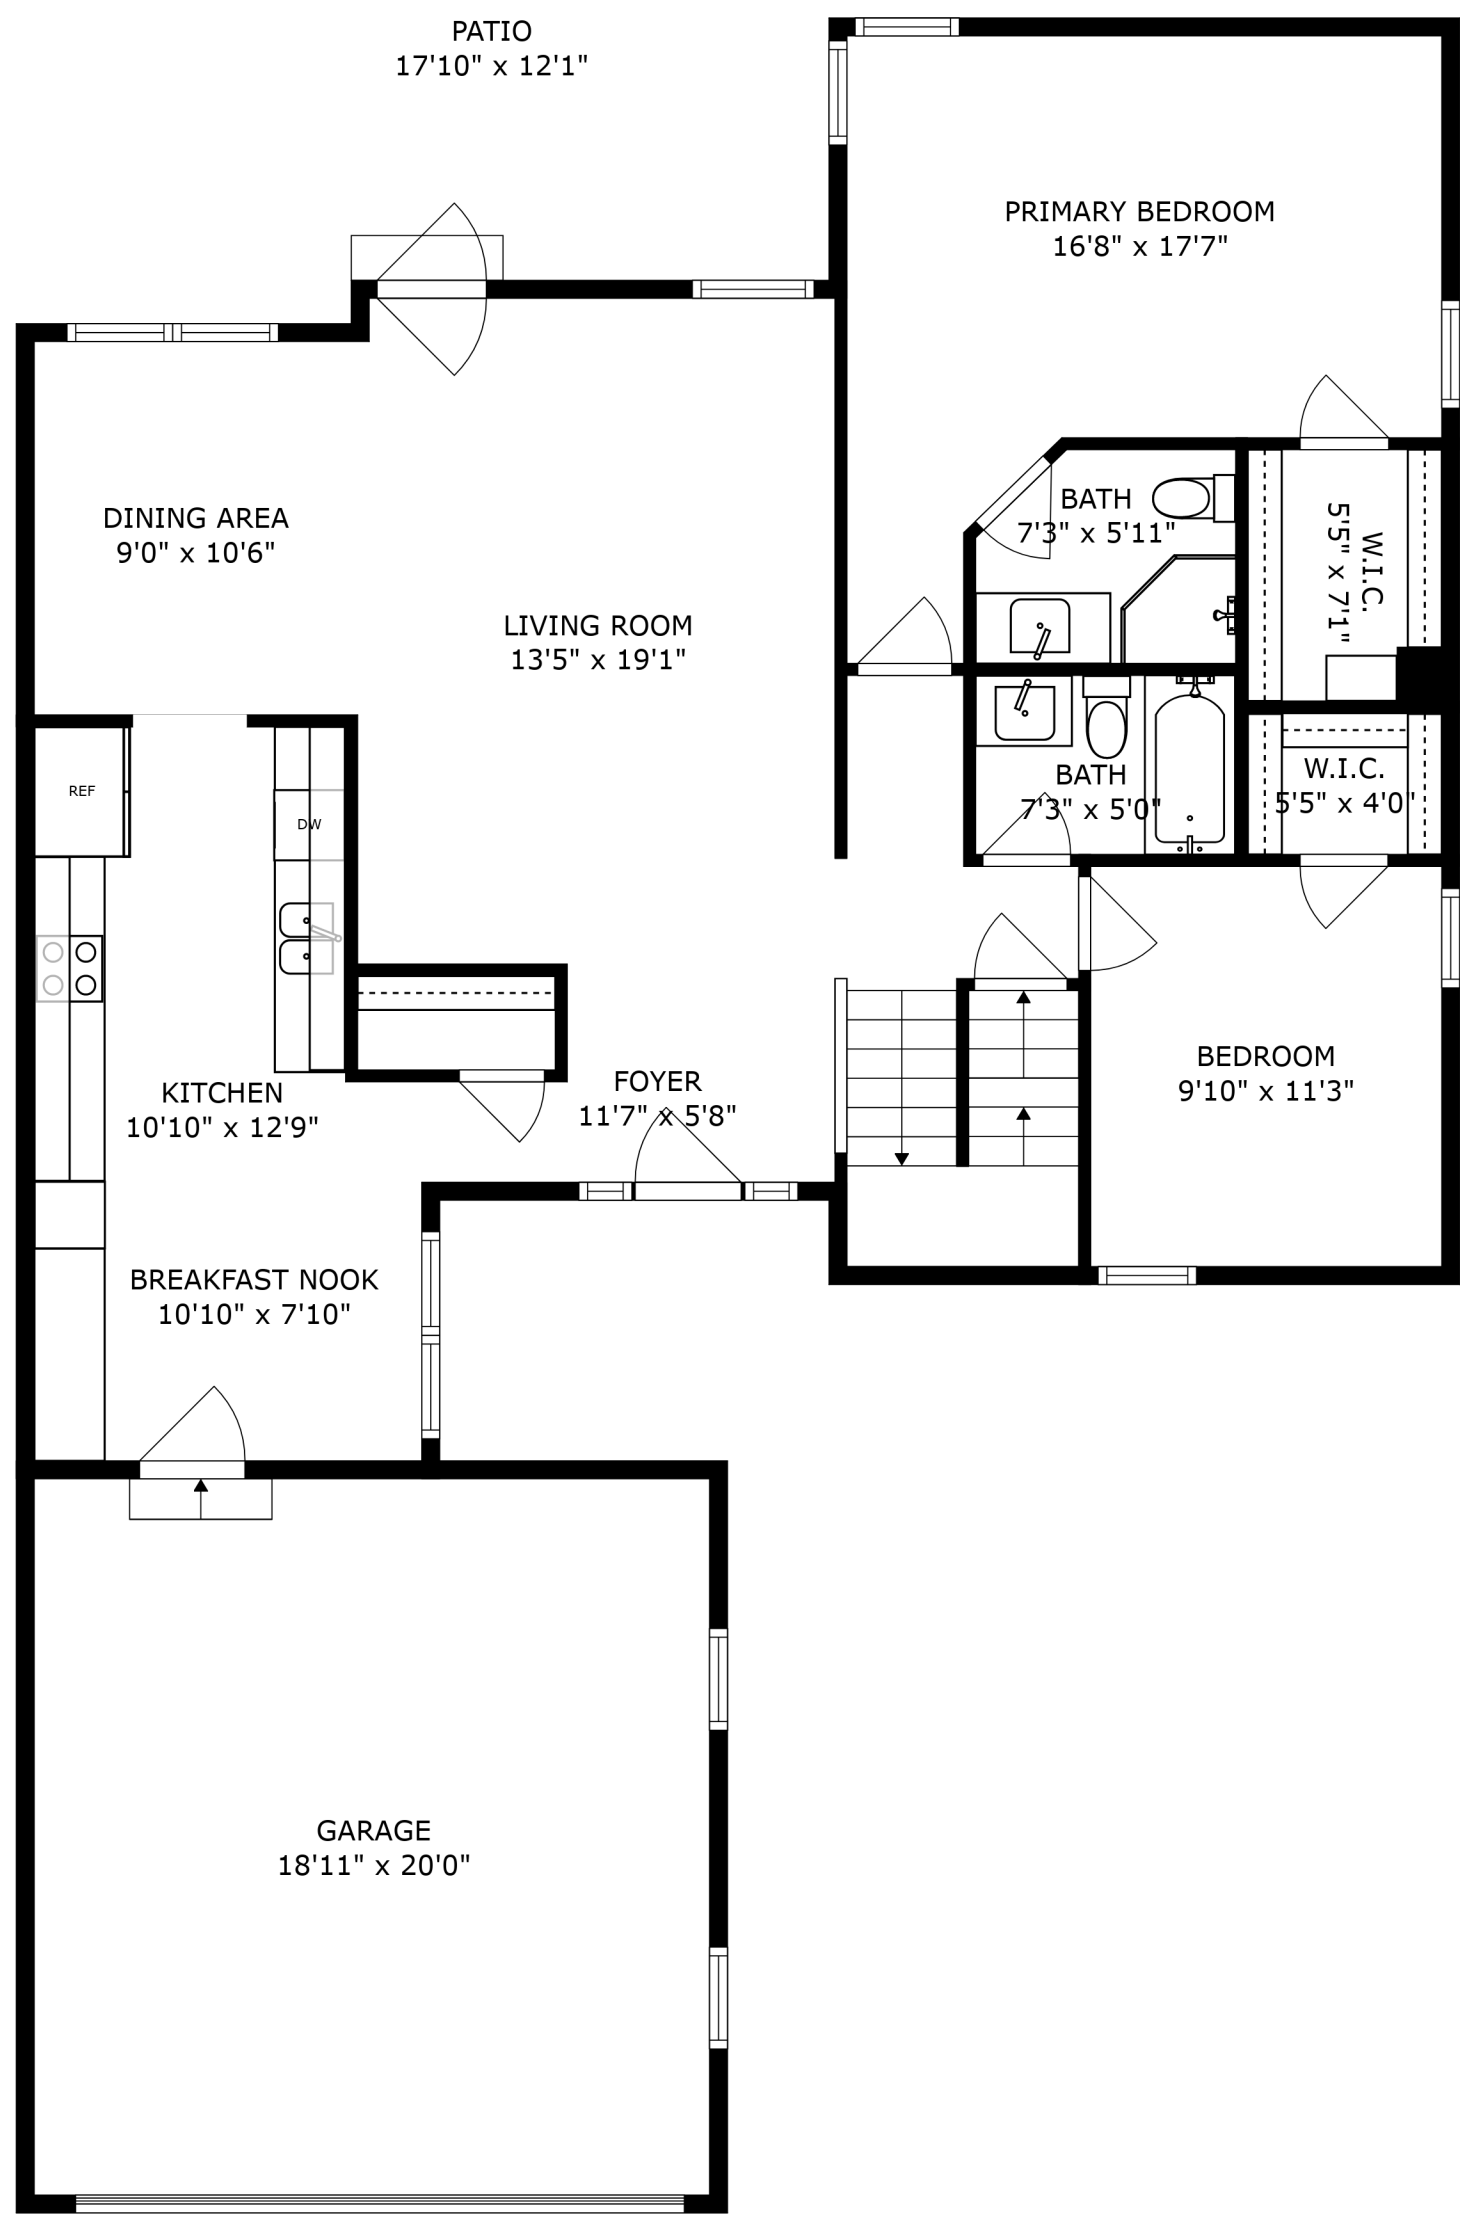 PATIO
17'10" x 12'1"
PRIMARY BEDROOM
16'8" x 17'7"
DINING AREA
9'0" x 10'6"
LIVING ROOM
13'5" x 19'1"
BATH
7'3" x 5'11"
W.I.C.
5'5" x 7'1"
REF
DW
BATH
7'3" x 5'0"
W.I.C.
5'5" x 4'0"
KITCHEN
10'10" x 12'9"
FOYER
11'7" x 5'8"
BEDROOM
9'10" x 11'3"
BREAKFAST NOOK
10'10" x 7'10"
GARAGE
18'11" x 20'0"